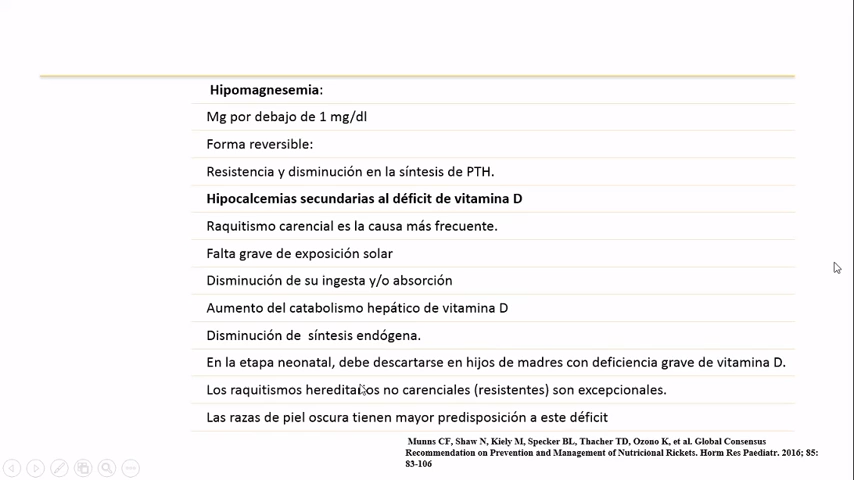 Hipomagnesemia:
Mg por debajo de 1 mg/dl
Forma reversible:
Resistencia y disminución en la síntesis de PTH.
Hipocalcemias secundarias al déficit de vitamina D
Raquitismo carencial es la causa más frecuente.
Falta grave de exposición solar
Disminución de su ingesta y/o absorción
Aumento del catabolismo hepático de vitamina D
Disminución de síntesis endógena.
En la etapa neonatal, debe descartarse en hijos de madres con deficiencia grave de vitamina D.
Los raquitismos hereditarios no carenciales (resistentes) son excepcionales.
Las razas de piel oscura tienen mayor predisposición a este déficit
Munns CF, Shaw N, Kiely M, Specker BL, Thacher TD, Ozono K, et al. Global Consensus
Recommendation on Prevention and Management of Nutricional Rickets. Horm Res Paediatr. 2016; 85:
83-106